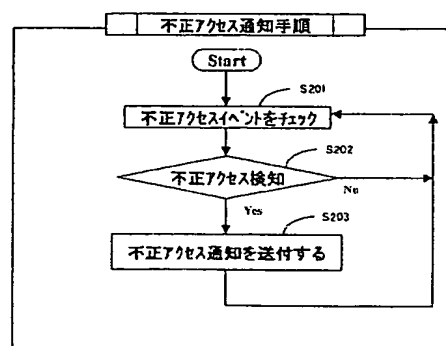 不正アクセス通知手順
Start
S201
不正アクセスイベントをチェック
S202
不正アクセス検知
No
Yes
S203
不正アクセス通知を送付する